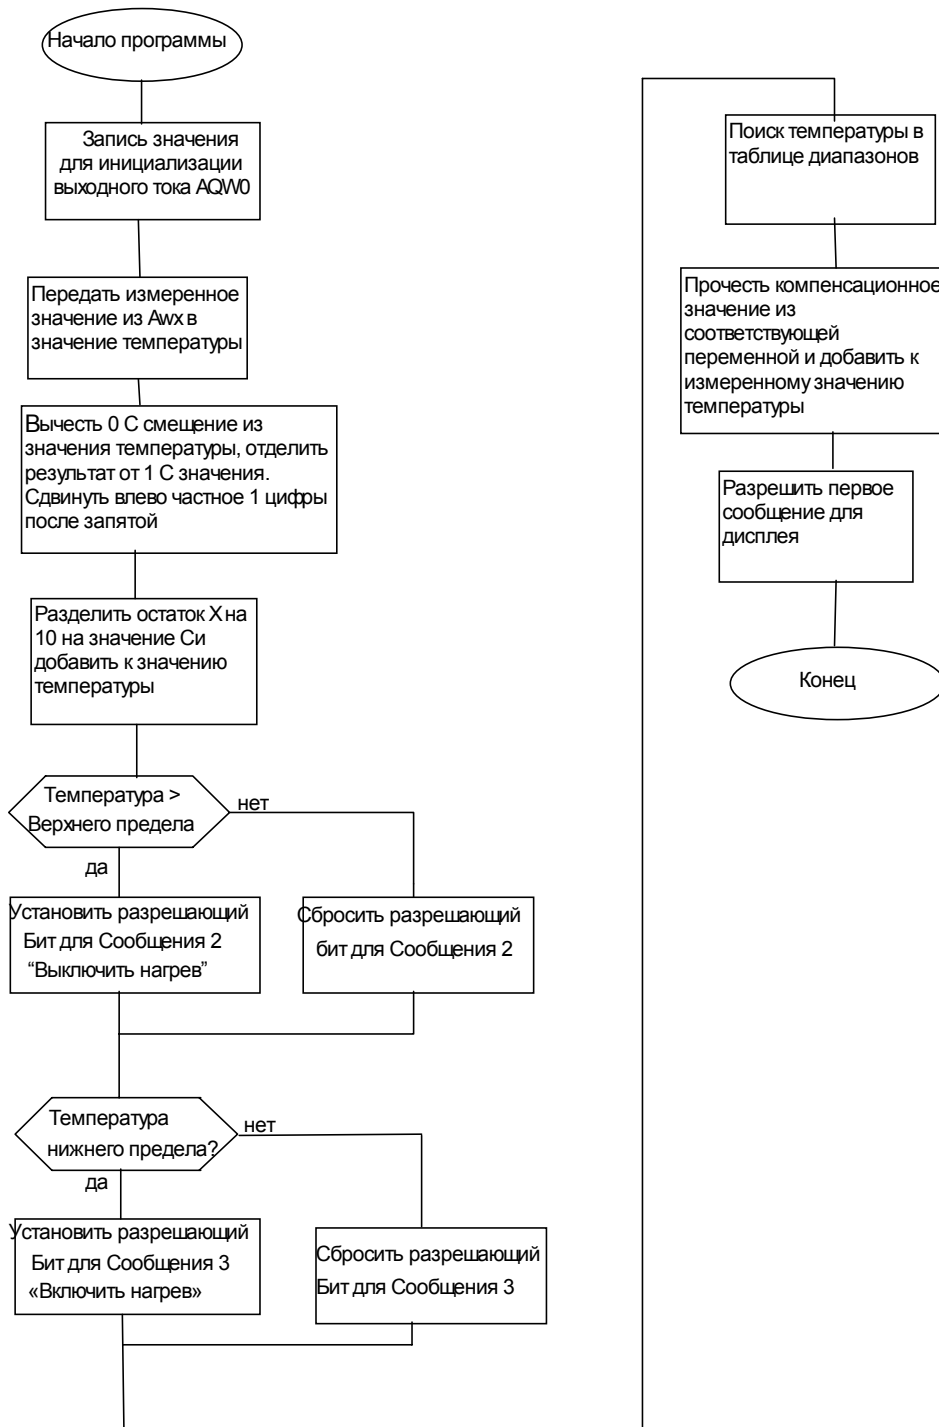 Начало программы
Запись значения
для инициализации
выходного тока AQW0
Передать измеренное
значение из Awx в
значение температуры
Вычесть 0 С смещение из
значения температуры, отделить
результат от 1 С значения.
Сдвинуть влево частное 1 цифры
после запятой
Разделить остаток Х на
10 на значение Си
добавить к значению
температуры
Температура >
Верхнего предела
нет
да
Установить разрешающий
Бит для Сообщения 2
“Выключить нагрев”
Сбросить разрешающий
бит для Сообщения 2
Температура
нижнего предела?
нет
да
Установить разрешающий
Бит для Сообщения 3
«Включить нагрев»
Сбросить разрешающий
Бит для Сообщения 3
Поиск температуры в
таблице диапазонов
Прочесть компенсационное
значение из
соответствующей
переменной и добавить к
измеренному значению
температуры
Разрешить первое
сообщение для
дисплея
Конец